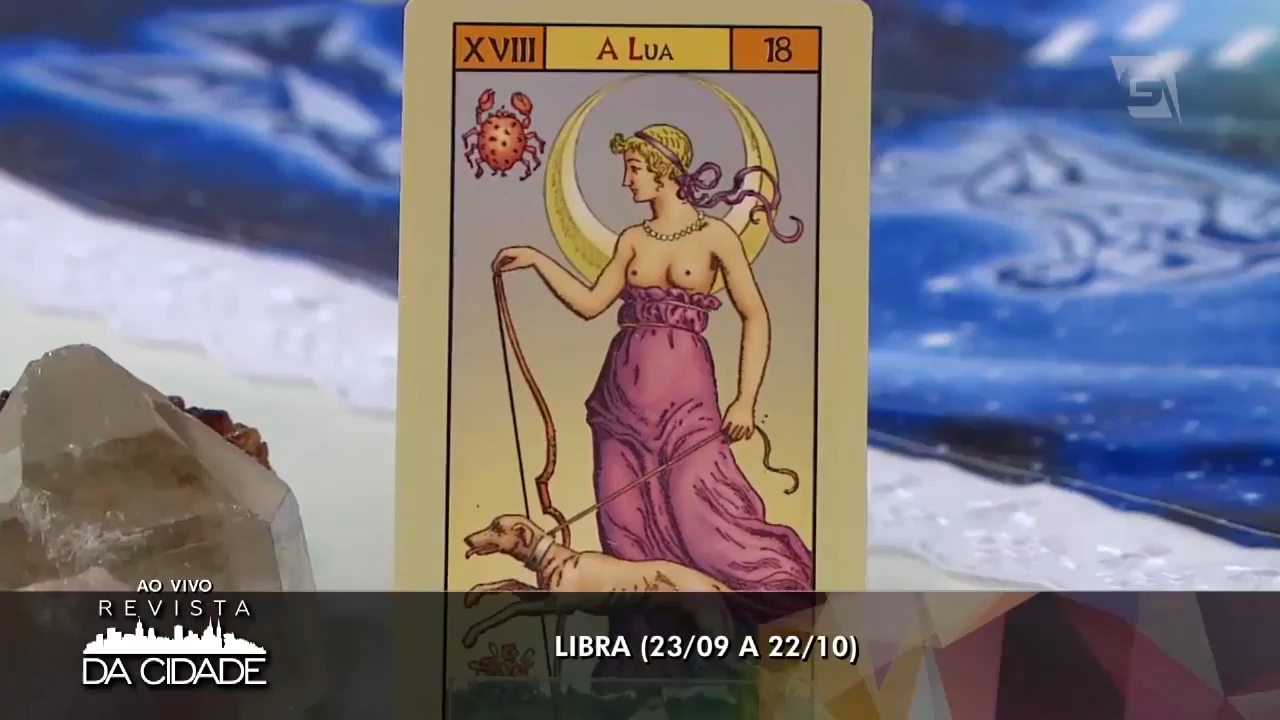 XVIII A LUA 18
AO VIVO
REVISTA
DA CIDADE
LIBRA (23/09 A 22/10)